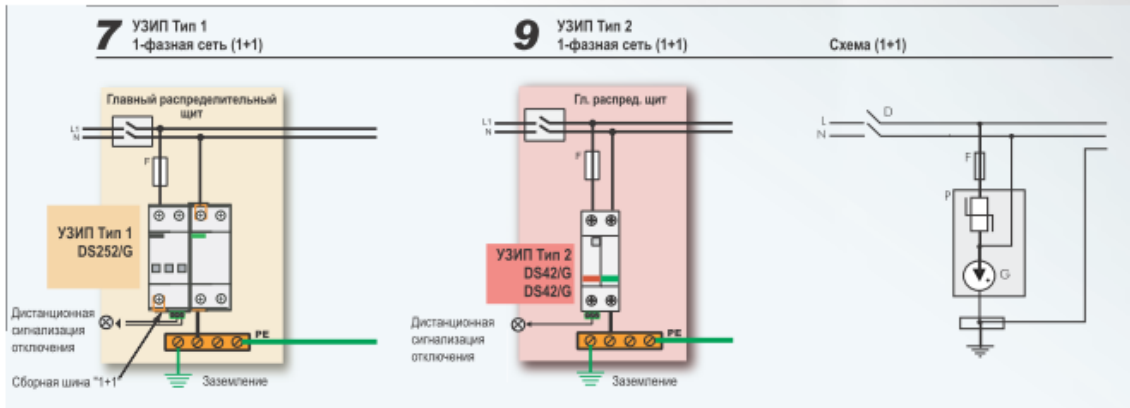 7 УЗИП Тип 1
1-фазная сеть (1+1)
9 УЗИП Тип 2
1-фазная сеть (1+1)
Схема (1+1)
Главный распределительный
щит
L1
N
F
УЗИП Тип 1
DS252/G
Дистанционная
сигнализация
отключения
PE
Сборная шина "1+1"
Заземление
Гл. распред. щит
L1
N
F
УЗИП Тип 2
DS42/G
DS42/G
Дистанционная
сигнализация
отключения
PE
Заземление
D
L
N
F
P
G